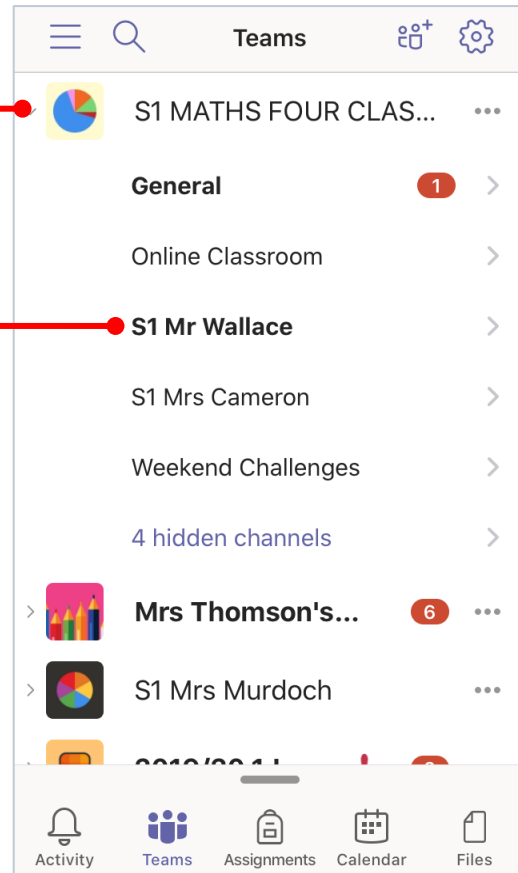 Teams
S1 MATHS FOUR CLAS...
General 1
Online Classroom
S1 Mr Wallace
S1 Mrs Cameron
Weekend Challenges
4 hidden channels
Mrs Thomson's... 6
S1 Mrs Murdoch
Activity Teams Assignments Calendar Files